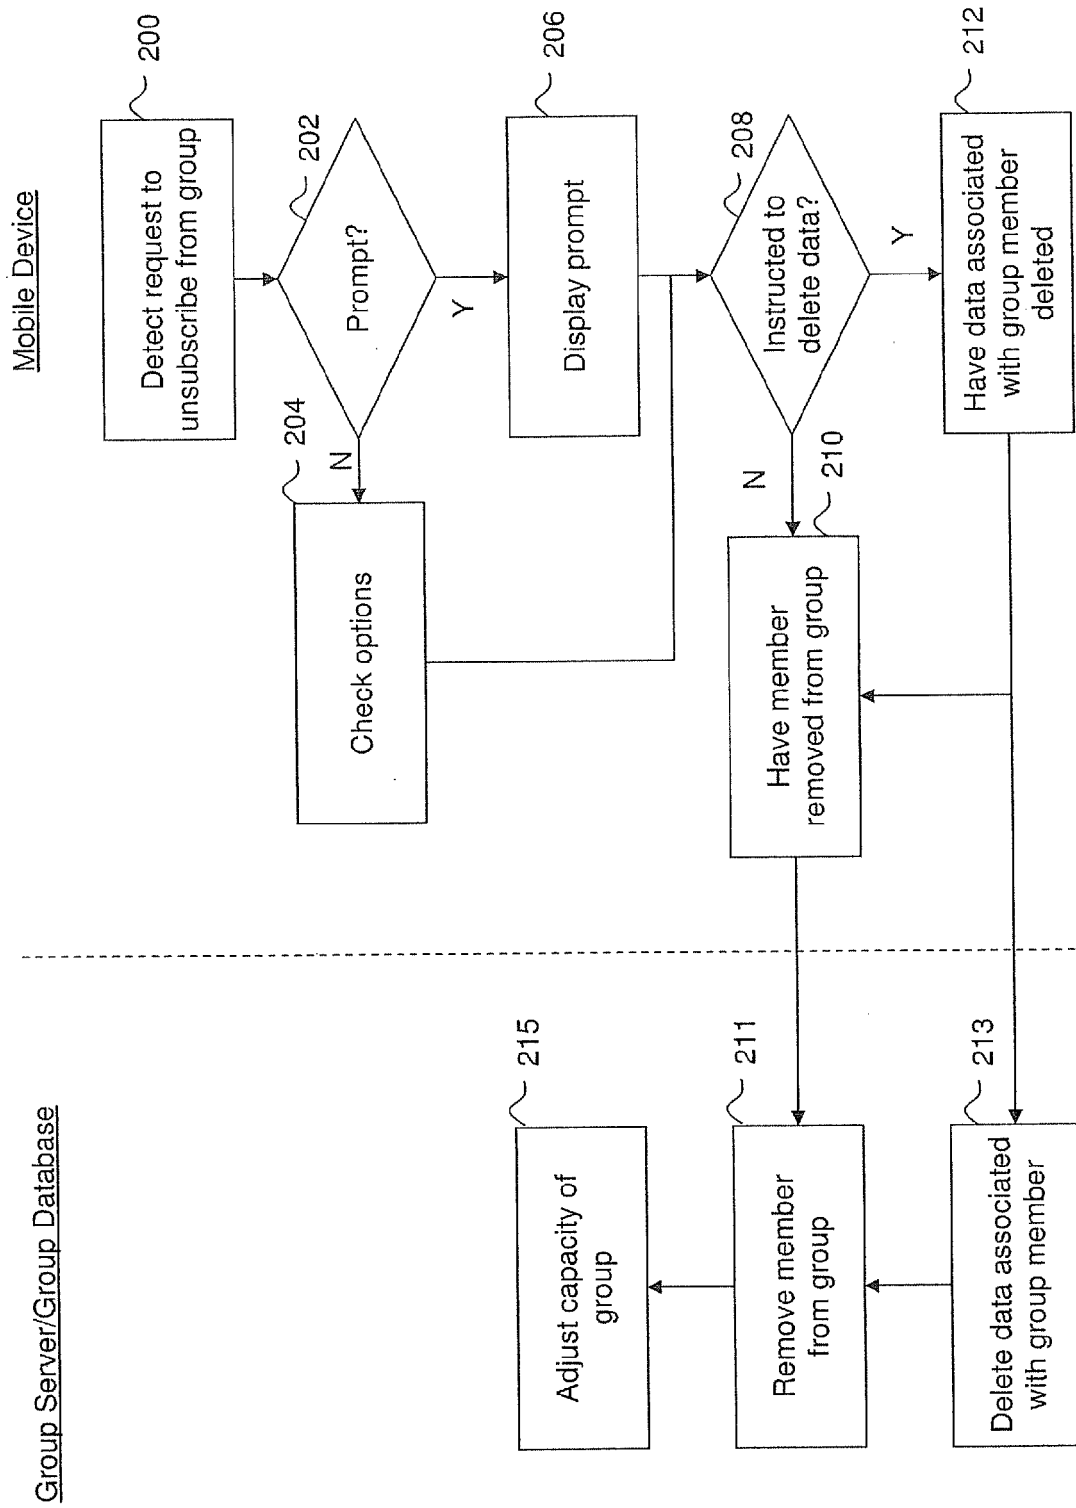 Group Server/Group Database
Mobile Device
200
Detect request to
unsubscribe from group
202
Prompt?
N
Y
204
Check options
206
Display prompt
208
Instructed to
delete data?
N
Y
210
Have member
removed from group
212
Have data associated
with group member
deleted
215
Adjust capacity of
group
211
Remove member
from group
213
Delete data associated
with group member